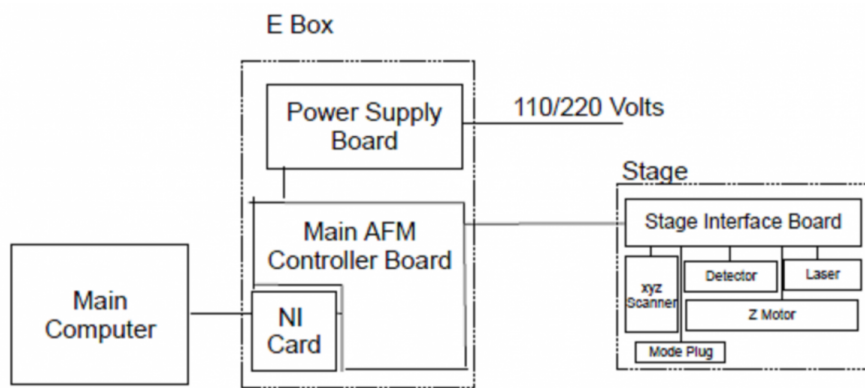 E Box
Power Supply
Board
110/220 Volts
Stage
Stage Interface Board
Main AFM
Controller Board
xyz
Scanner
Detector
Laser
Z Motor
Mode Plug
Main
Computer
NI
Card